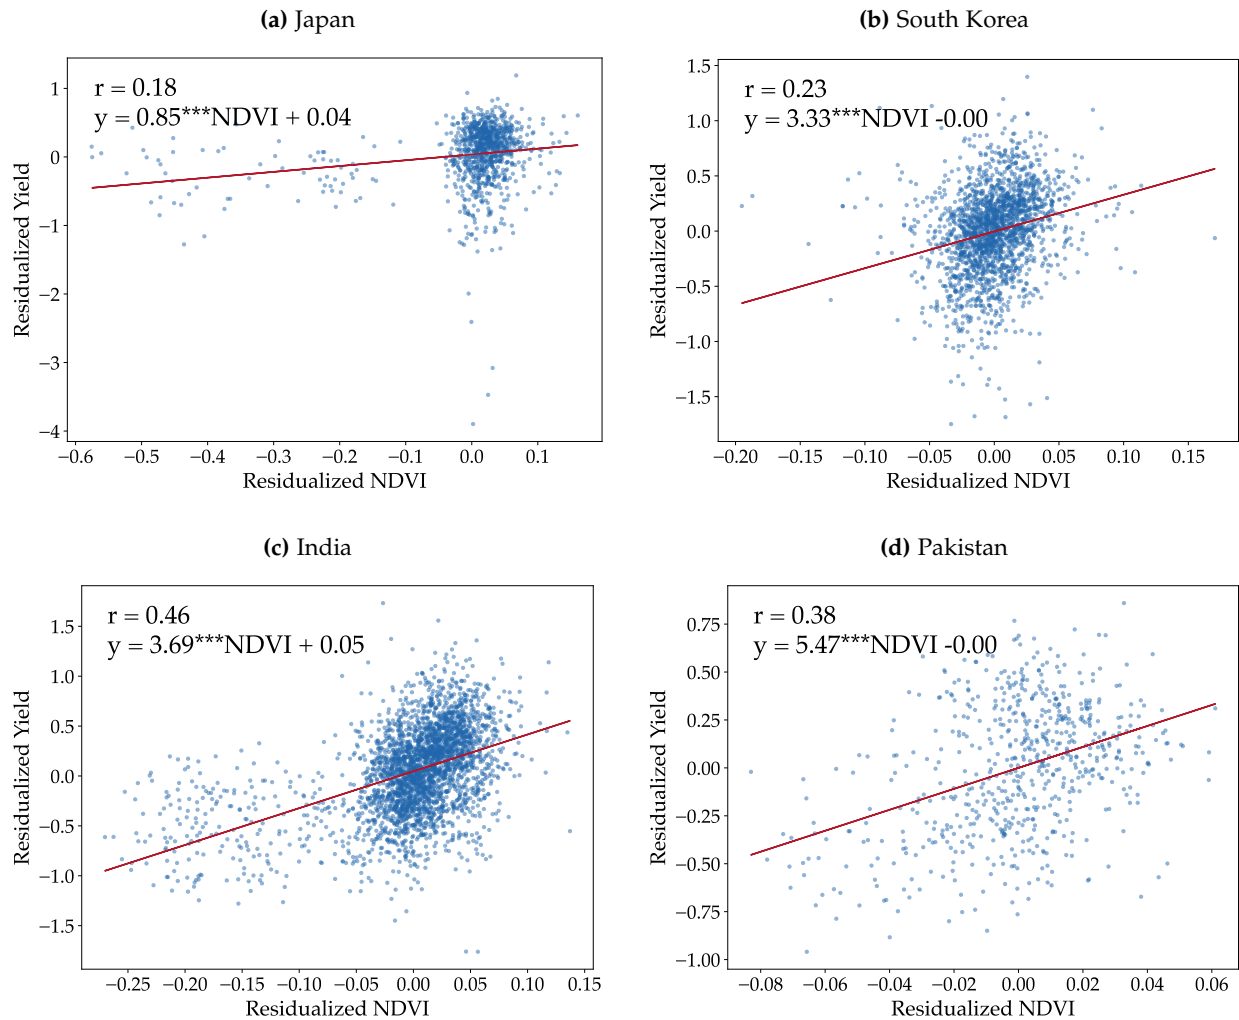 (a) Japan
r = 0.18
y = 0.85***NDVI + 0.04
Residualized Yield
1
0
−1
−2
−3
−4
−0.6 −0.5 −0.4 −0.3 −0.2 −0.1 0.0 0.1
Residualized NDVI
(b) South Korea
r = 0.23
y = 3.33***NDVI -0.00
Residualized Yield
1.5
1.0
0.5
0.0
−0.5
−1.0
−1.5
−0.20 −0.15 −0.10 −0.05 0.00 0.05 0.10 0.15
Residualized NDVI
(c) India
r = 0.46
y = 3.69***NDVI + 0.05
Residualized Yield
1.5
1.0
0.5
0.0
−0.5
−1.0
−1.5
−0.25 −0.20 −0.15 −0.10 −0.05 0.00 0.05 0.10 0.15
Residualized NDVI
(d) Pakistan
r = 0.38
y = 5.47***NDVI -0.00
Residualized Yield
0.75
0.50
0.25
0.00
−0.25
−0.50
−0.75
−1.00
−0.08 −0.06 −0.04 −0.02 0.00 0.02 0.04 0.06
Residualized NDVI